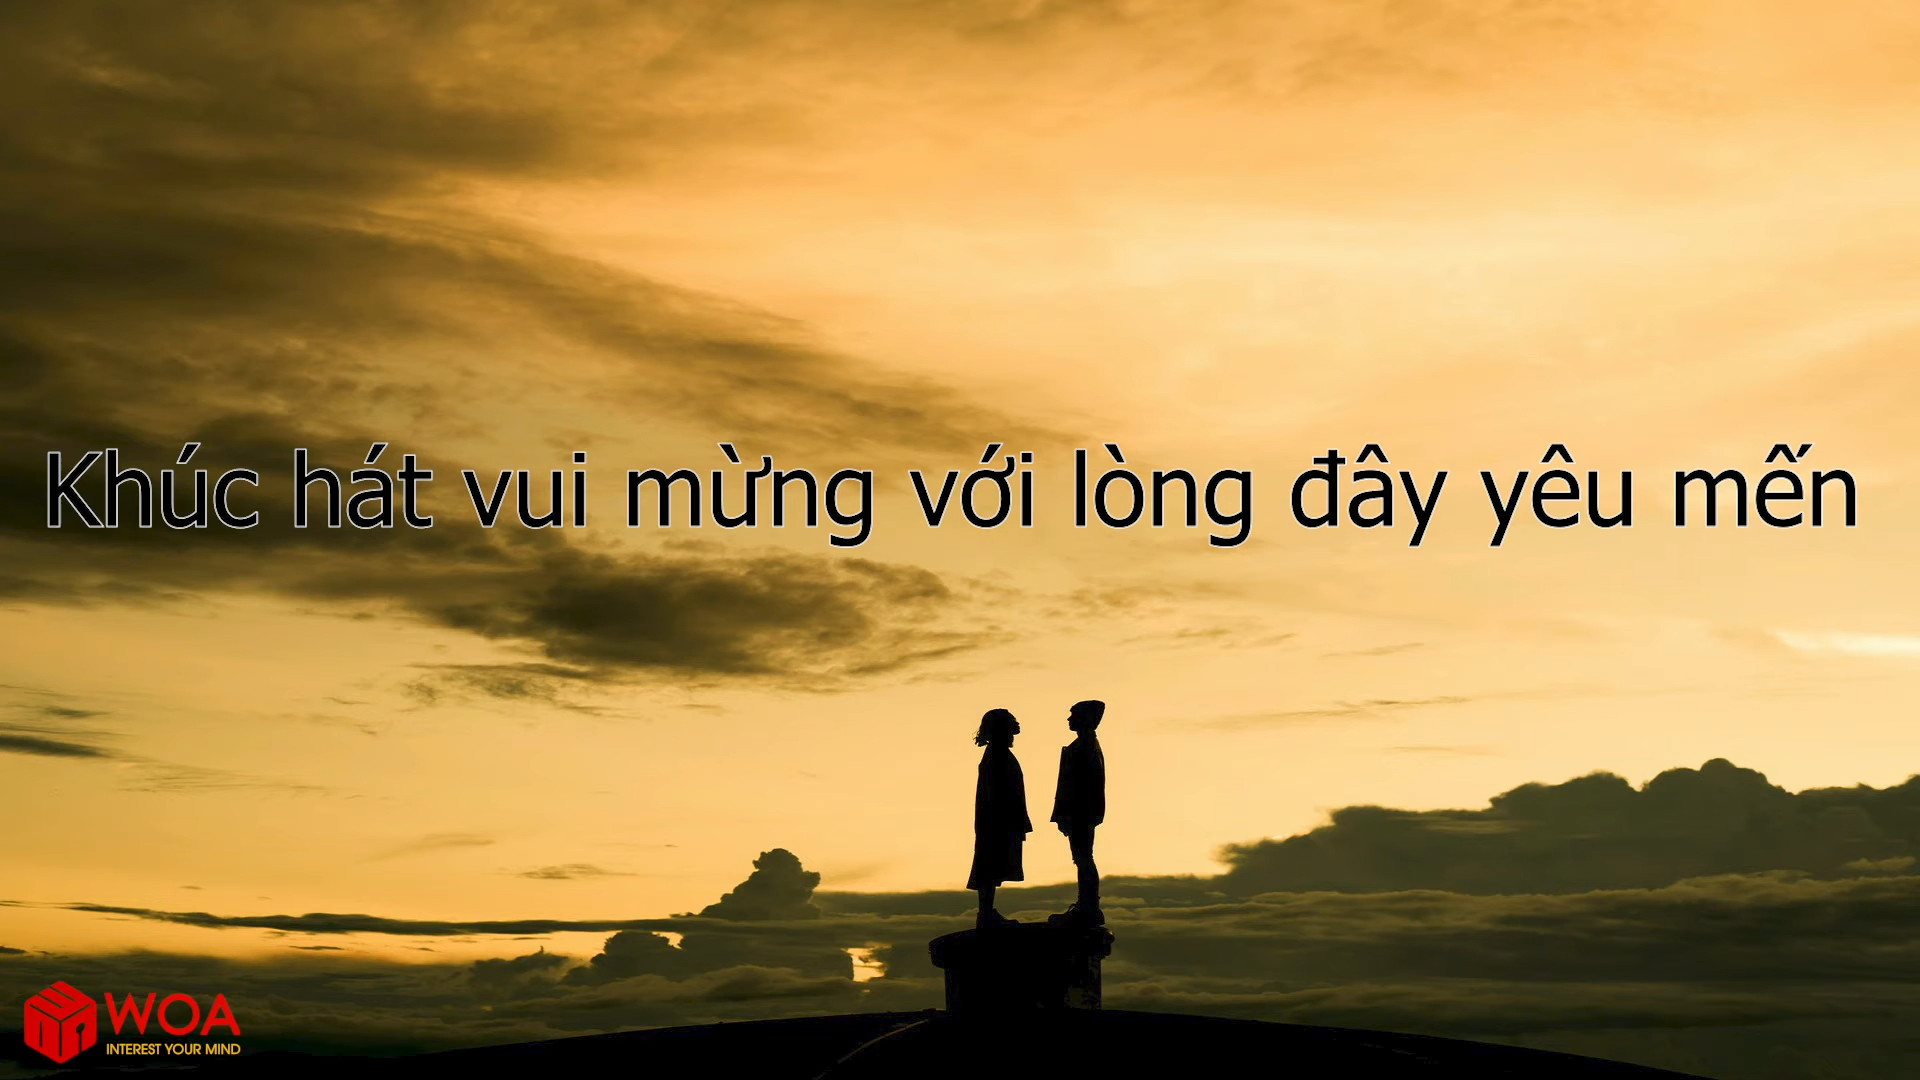 Khúc hát vui mừng với lòng đây yêu mến
WOA
INTEREST YOUR MIND